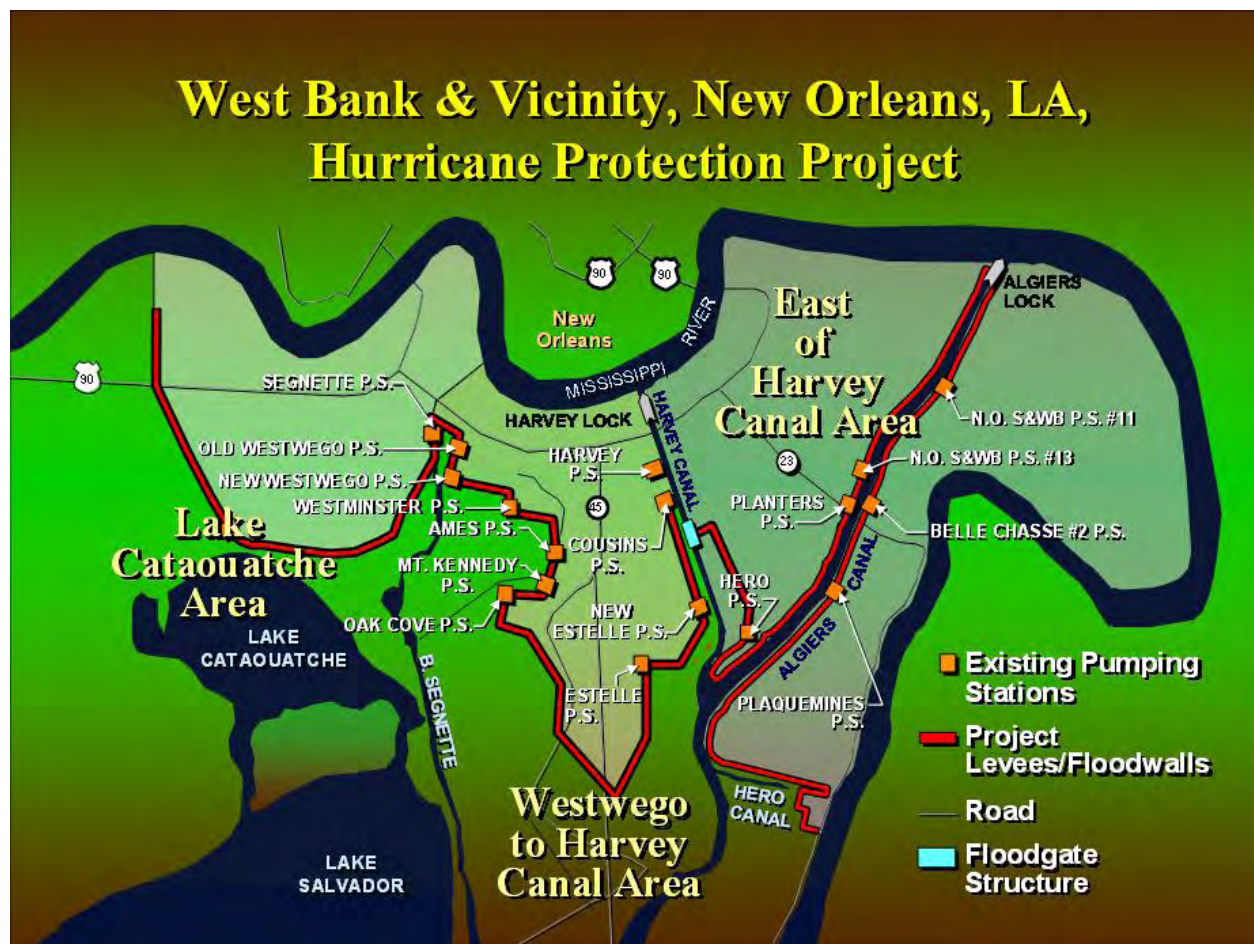 West Bank & Vicinity, New Orleans, LA,
Hurricane Protection Project
90
90
90
New
Orleans
MISSISSIPPI
RIVER
East
of
Harvey
Canal Area
ALGIERS
LOCK
SEGNETTE P.S.
HARVEY LOCK
HARVEY CANAL
N.O. S&WB P.S. #11
OLD WESTWEGO P.S.
HARVEY
P.S.
23
N.O. S&WB P.S. #13
NEW WESTWEGO P.S.
WESTMINSTER P.S.
45
PLANTERS
P.S.
Lake
Cataouatche
Area
AMES P.S.
COUSINS
P.S.
BELLE CHASSE #2 P.S.
MT. KENNEDY
P.S.
HERO
P.S.
ALGIERS
CANAL
OAK COVE P.S.
NEW
ESTELLE P.S.
LAKE
CATAOUATCHE
B. SEGNETTE
ESTELLE
P.S.
PLAQUEMINES
P.S.
Existing Pumping
Stations
Project
Levees/Floodwalls
Westwego
to Harvey
Canal Area
HERO
CANAL
Road
LAKE
SALVADOR
Floodgate
Structure